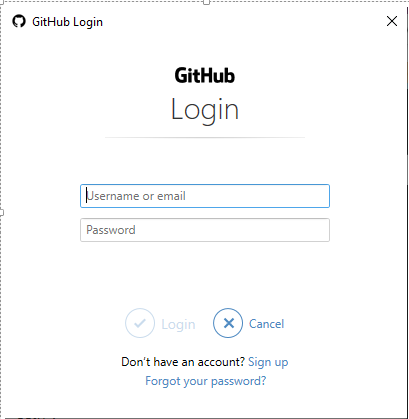 GitHub Login
GitHub
Login
Username or email
Password
Login Cancel
Don't have an account? Sign up
Forgot your password?